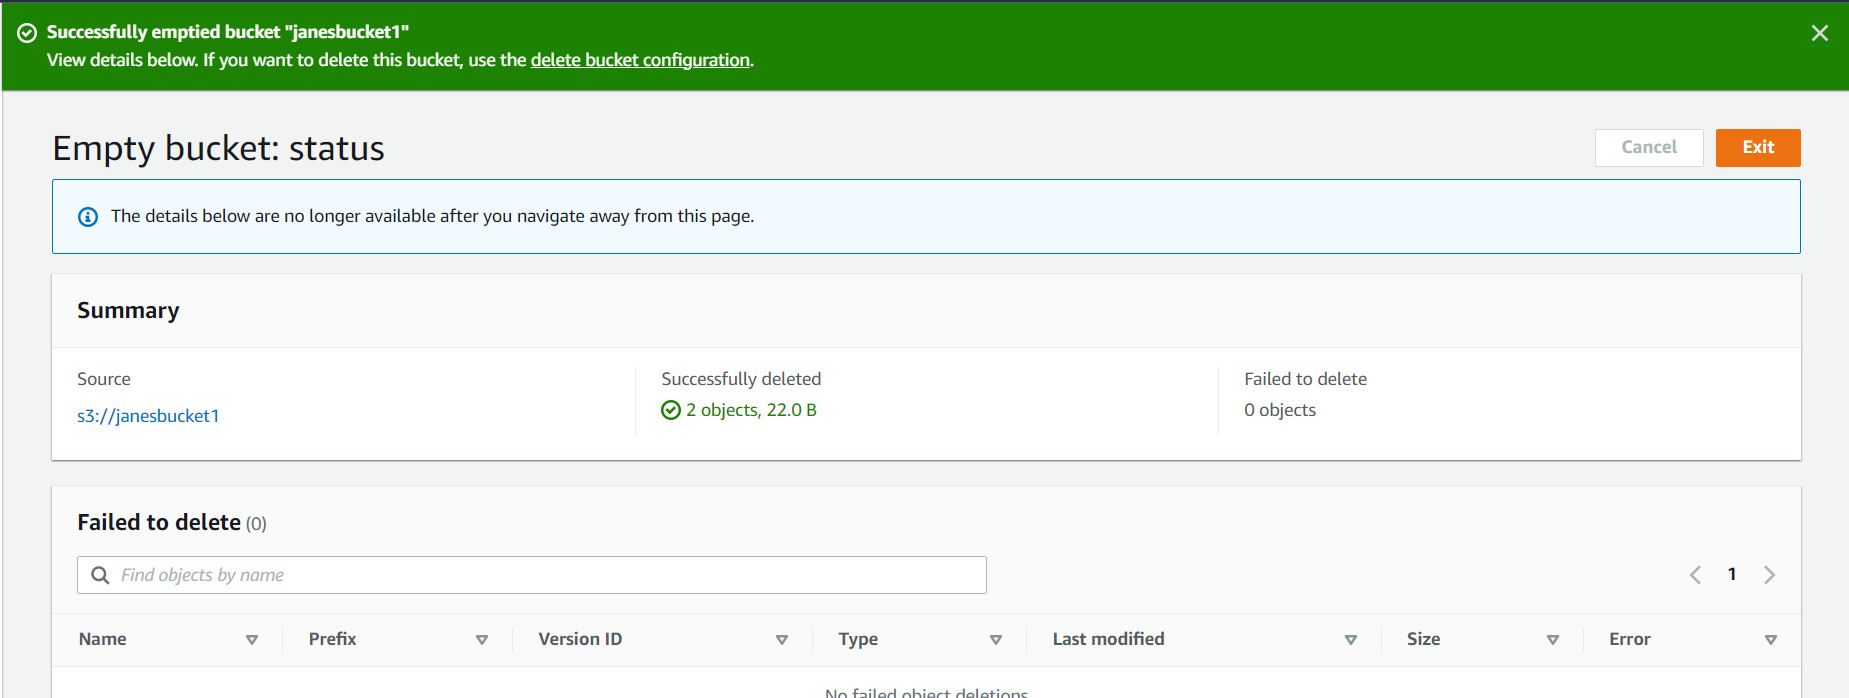 Successfully emptied bucket "janesbucket1"
View details below. If you want to delete this bucket, use the delete bucket configuration.
Empty bucket: status
Cancel
Exit
The details below are no longer available after you navigate away from this page.
Summary
Source
s3://janesbucket1
Successfully deleted
2 objects, 22.0 B
Failed to delete
0 objects
Failed to delete (0)
Find objects by name
1
Name Prefix Version ID Type Last modified Size Error
No failed object deletions